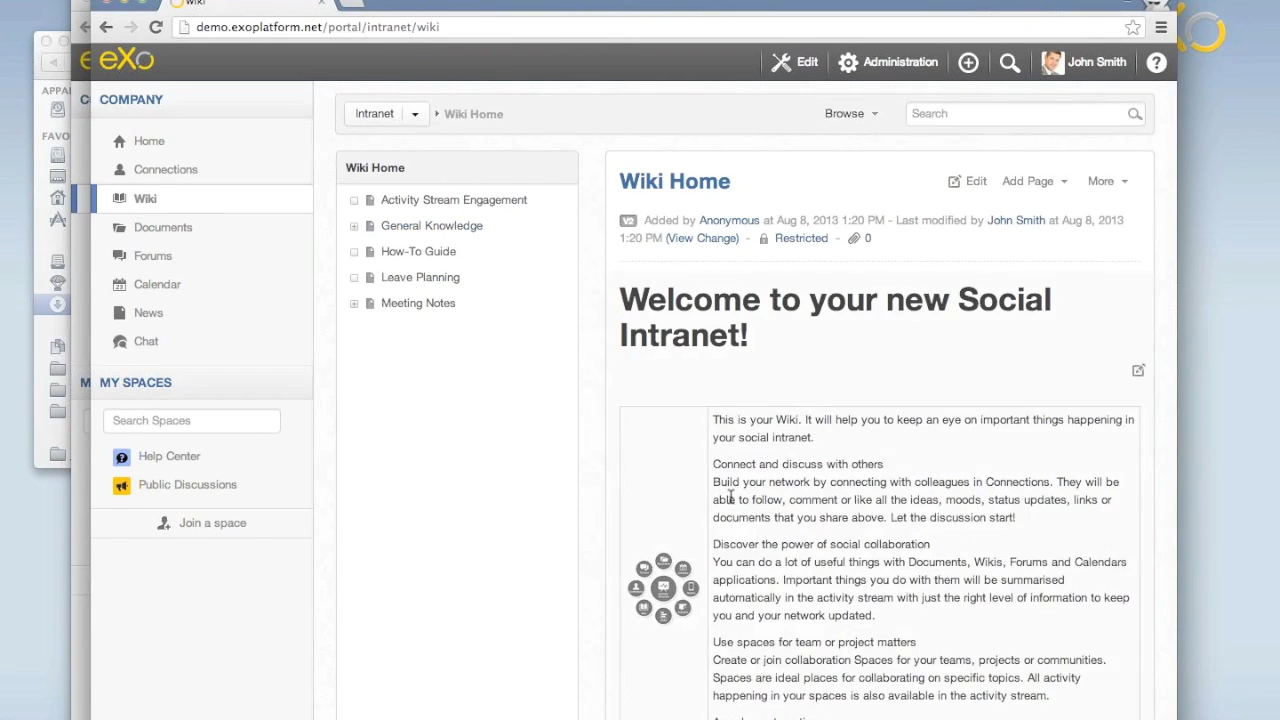 Wiki
demo.exoplatform.net/portal/intranet/wiki
eXo
Edit
Administration
John Smith
APPA
C
COMPANY
FAVO
Home
Connections
Wiki
Documents
Forums
Calendar
News
Chat
M
MY SPACES
Search Spaces
Help Center
Public Discussions
Join a space
Intranet
Wiki Home
Browse
Search
Wiki Home
Activity Stream Engagement
General Knowledge
How-To Guide
Leave Planning
Meeting Notes
Wiki Home
Edit
Add Page
More
V2 Added by Anonymous at Aug 8, 2013 1:20 PM - Last modified by John Smith at Aug 8, 2013
1:20 PM (View Change) - Restricted - 0
Welcome to your new Social
Intranet!
This is your Wiki. It will help you to keep an eye on important things happening in
your social intranet.
Connect and discuss with others
Build your network by connecting with colleagues in Connections. They will be
able to follow, comment or like all the ideas, moods, status updates, links or
documents that you share above. Let the discussion start!
Discover the power of social collaboration
You can do a lot of useful things with Documents, Wikis, Forums and Calendars
applications. Important things you do with them will be summarised
automatically in the activity stream with just the right level of information to keep
you and your network updated.
Use spaces for team or project matters
Create or join collaboration Spaces for your teams, projects or communities.
Spaces are ideal places for collaborating on specific topics. All activity
happening in your spaces is also available in the activity stream.